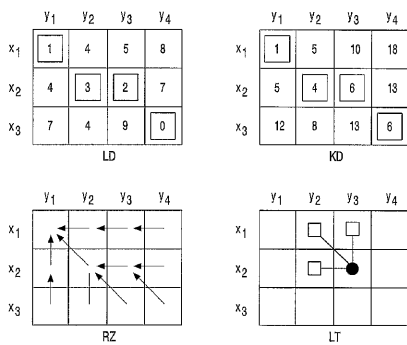 y1 y2 y3 y4
x1 1 4 5 8
x2 4 3 2 7
x3 7 4 9 0
LD
y1 y2 y3 y4
x1 1 5 10 18
x2 5 4 6 13
x3 12 8 13 6
KD
y1 y2 y3 y4
x1
x2
x3
RZ
y1 y2 y3 y4
x1
x2
x3
LT